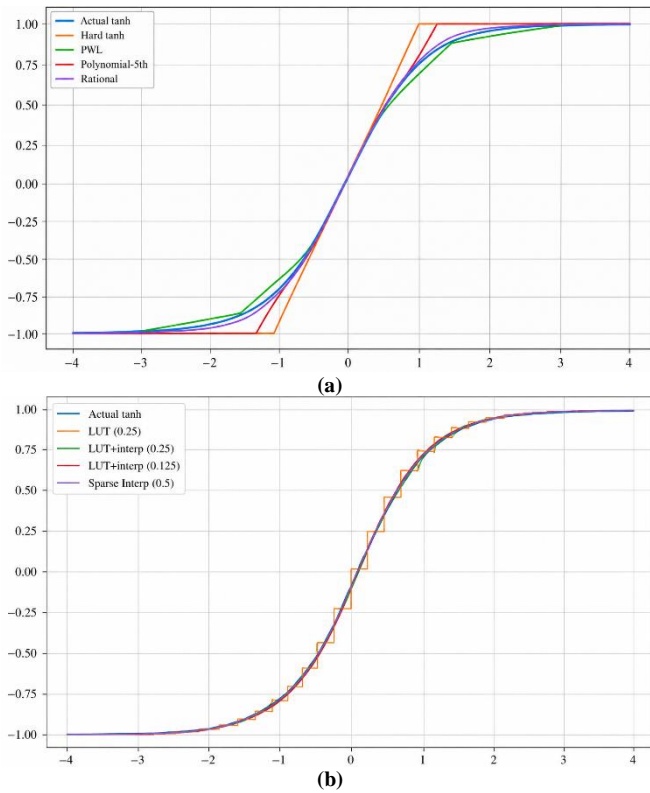 1.00
0.75
0.50
0.25
0.00
−0.25
−0.50
−0.75
−1.00
Actual tanh
Hard tanh
PWL
Polynomial-5th
Rational
−4 −3 −2 −1 0 1 2 3 4
(a)
1.00
0.75
0.50
0.25
0.00
−0.25
−0.50
−0.75
−1.00
Actual tanh
LUT (0.25)
LUT+interp (0.25)
LUT+interp (0.125)
Sparse Interp (0.5)
−4 −3 −2 −1 0 1 2 3 4
(b)